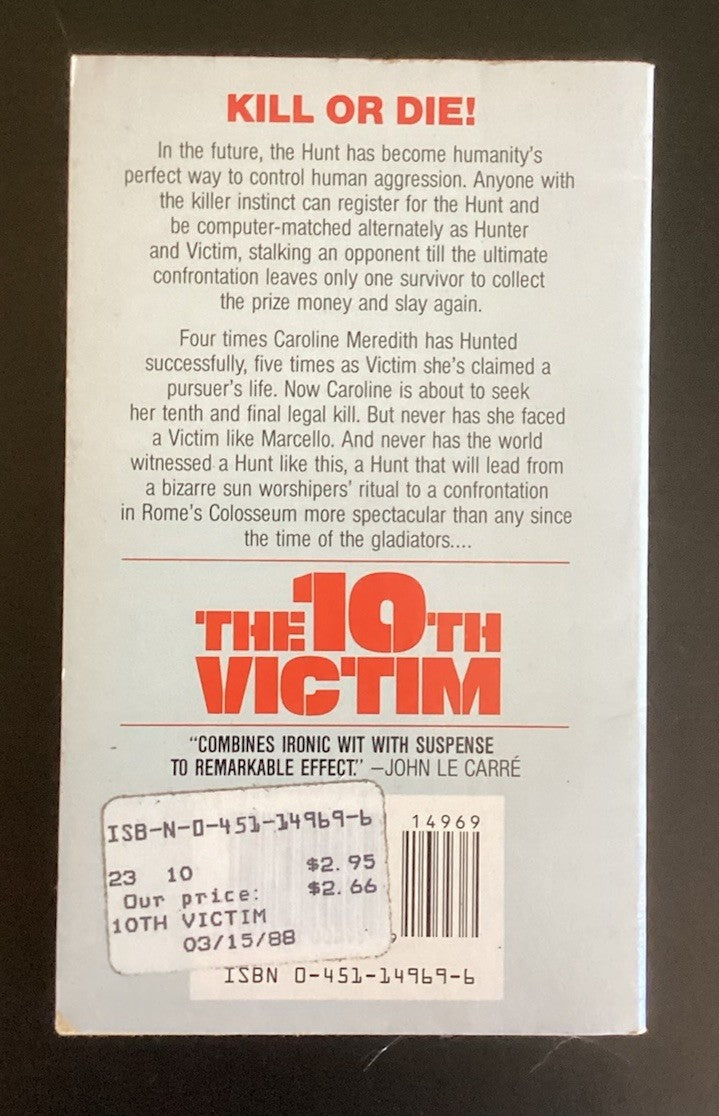 KILL OR DIE!
In the future, the Hunt has become humanity's
perfect way to control human aggression. Anyone with
the killer instinct can register for the Hunt and
be computer-matched alternately as Hunter
and Victim, stalking an opponent till the ultimate
confrontation leaves only one survivor to collect
the prize money and slay again.
Four times Caroline Meredith has Hunted
successfully, five times as Victim she's claimed a
pursuer's life. Now Caroline is about to seek
her tenth and final legal kill. But never has she faced
a Victim like Marcello. And never has the world
witnessed a Hunt like this, a Hunt that will lead from
a bizarre sun worshipers' ritual to a confrontation
in Rome's Colosseum more spectacular than any since
the time of the gladiators....
THE 10TH
VICTIM
"COMBINES IRONIC WIT WITH SUSPENSE
TO REMARKABLE EFFECT." —JOHN LE CARRÉ
ISB-N-0-451-14969-6
23 10 $2.95
Our price: $2.66
10TH VICTIM
03/15/88
14969
ISBN 0-451-14969-6